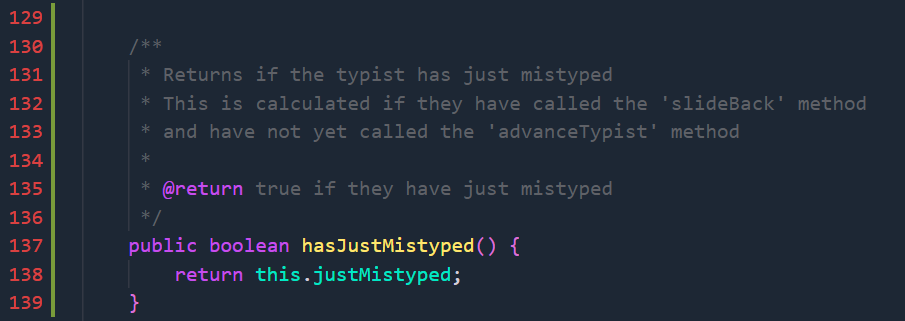 129
130 /**
131 * Returns if the typist has just mistyped
132 * This is calculated if they have called the 'slideBack' method
133 * and have not yet called the 'advanceTypist' method
134 *
135 * @return true if they have just mistyped
136 */
137 public boolean hasJustMistyped() {
138 return this.justMistyped;
139 }